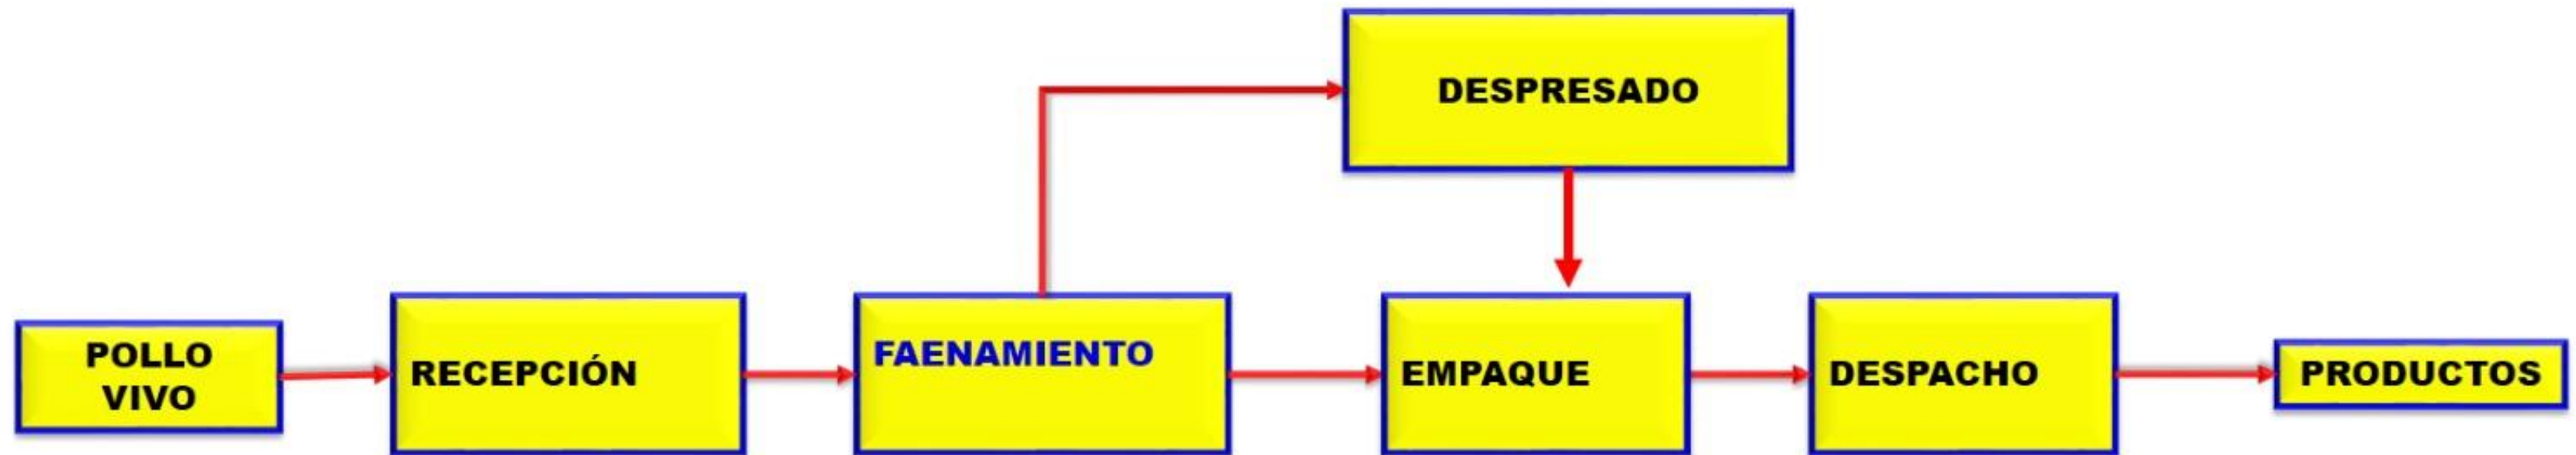 DESPRESADO
POLLO
VIVO
RECEPCIÓN
FAENAMIENTO
EMPAQUE
DESPACHO
PRODUCTOS